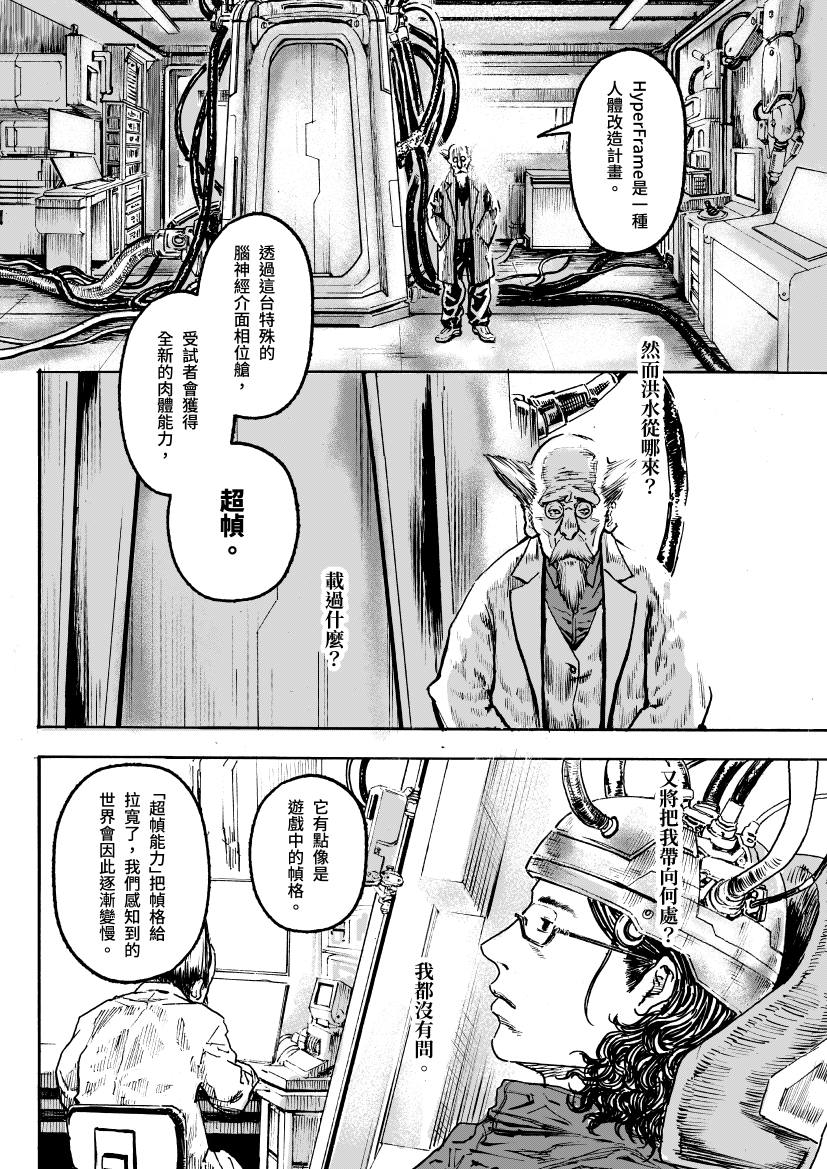 HyperFrame是一種
人體改造計畫。
透過這台特殊的
腦神經介面相位艙，
受試者會獲得
全新的肉體能力，
超幀。
然而洪水從哪來？
載過什麼？
又將把我帶向何處？
它有點像是
遊戲中的幀格。
「超幀能力」把幀格給
拉寬了，我們感知到的
世界會因此逐漸變慢。
我都沒有問。